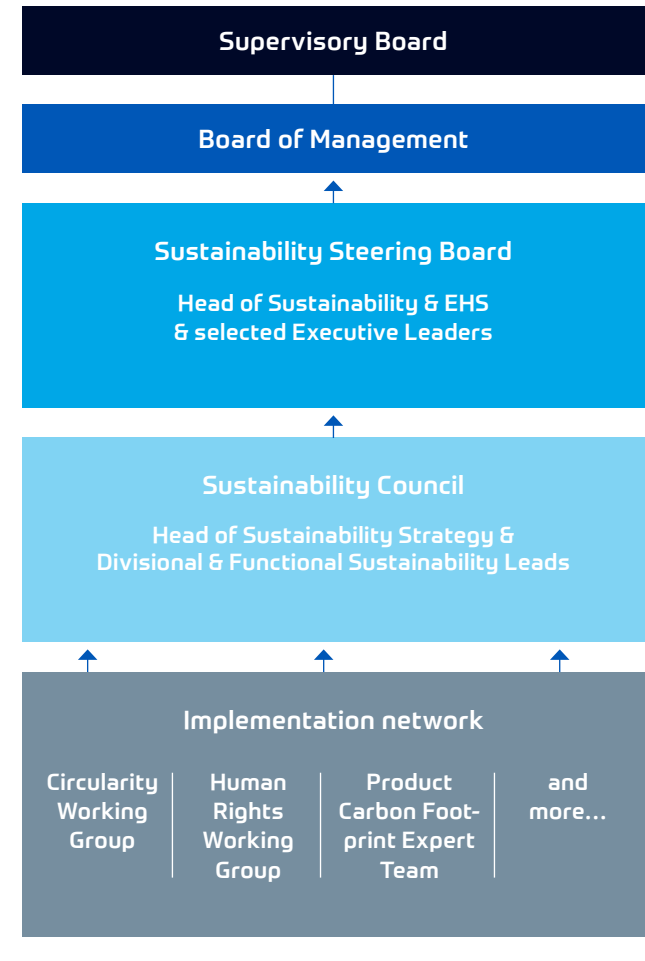 Supervisory Board
Board of Management
Sustainability Steering Board
Head of Sustainability & EHS
& selected Executive Leaders
Sustainability Council
Head of Sustainability Strategy &
Divisional & Functional Sustainability Leads
Implementation network
Circularity
Working
Group
Human
Rights
Working
Group
Product
Carbon Foot-
print Expert
Team
and
more...